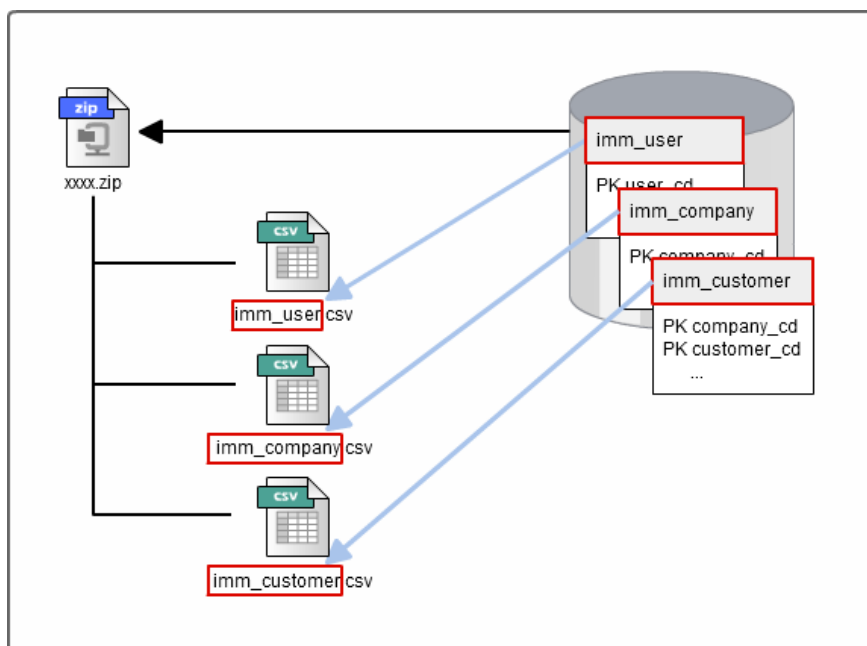 zip
xxxx.zip
imm_user
PK user_cd
imm_company
PK company_cd
imm_customer
PK company_cd
PK customer_cd
...
csv
imm_user.csv
csv
imm_company.csv
csv
imm_customer.csv